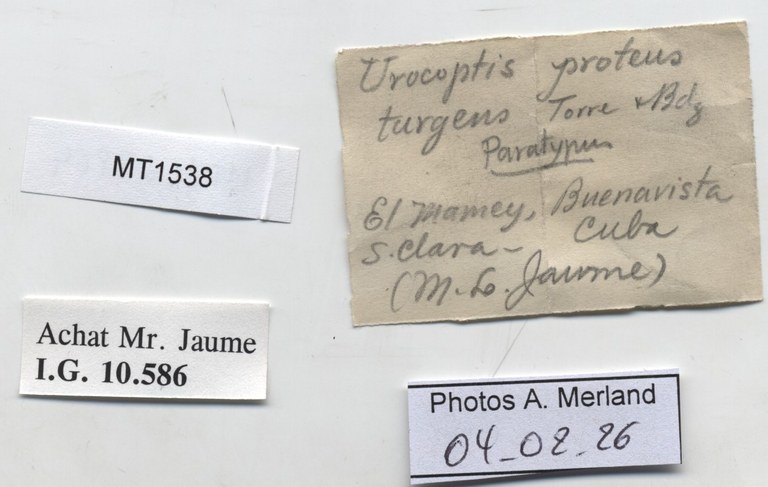 MT1538
Achat Mr. Jaume
I.G. 10.586
Urocoptis proteus
turgens Torre & Bdz
Paratypus
El Mamey, Buenavista
S. Clara - Cuba
(M. L. Jaume)
Photos A. Merland
04_02_26